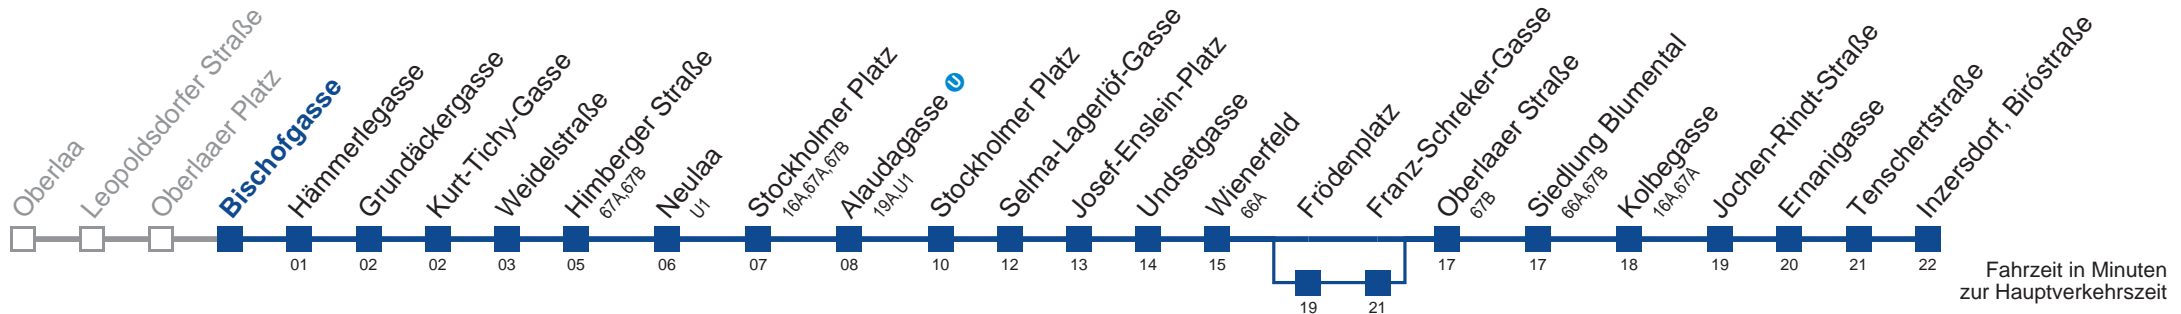 Oberlaa
Leopoldsdorfer Straße
Oberlaaer Platz
Bischofgasse
Hämmerlegasse
01
Grundäckergasse
02
Kurt-Tichy-Gasse
02
Weidelstraße
03
Himberger Straße
67A,67B
05
Neulaa
U1
06
Stockholmer Platz
16A,67A,67B
07
Alaudagasse U
19A,U1
08
Stockholmer Platz
10
Selma-Lagerlöf-Gasse
12
Josef-Enslein-Platz
13
Undsetgasse
14
Wienerfeld
66A
15
Frödenplatz
19
Franz-Schreker-Gasse
21
Oberlaaer Straße
67B
17
Siedlung Blumental
66A,67B
17
Kolbegasse
16A,67A
18
Jochen-Rindt-Straße
19
Ernanigasse
20
Tenschertstraße
21
Inzersdorf, Biróstraße
22
Fahrzeit in Minuten
zur Hauptverkehrszeit